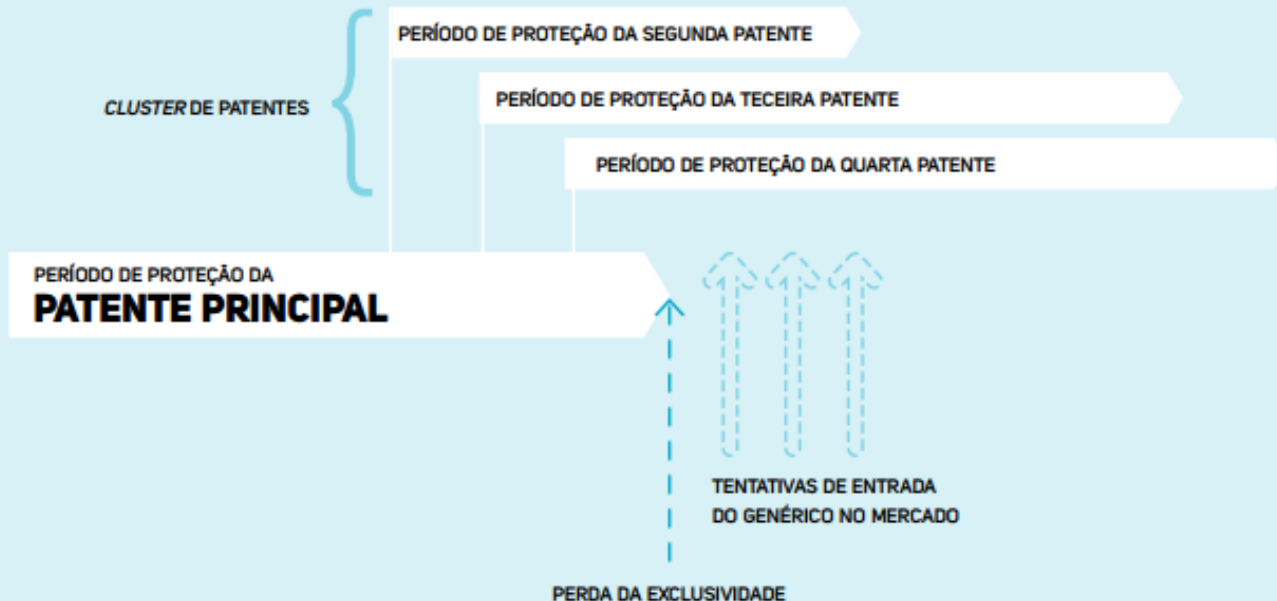 PERÍODO DE PROTEÇÃO DA SEGUNDA PATENTE
CLUSTER DE PATENTES
PERÍODO DE PROTEÇÃO DA TECEIRA PATENTE
PERÍODO DE PROTEÇÃO DA QUARTA PATENTE
PERÍODO DE PROTEÇÃO DA
PATENTE PRINCIPAL
TENTATIVAS DE ENTRADA
DO GENÉRICO NO MERCADO
PERDA DA EXCLUSIVIDADE